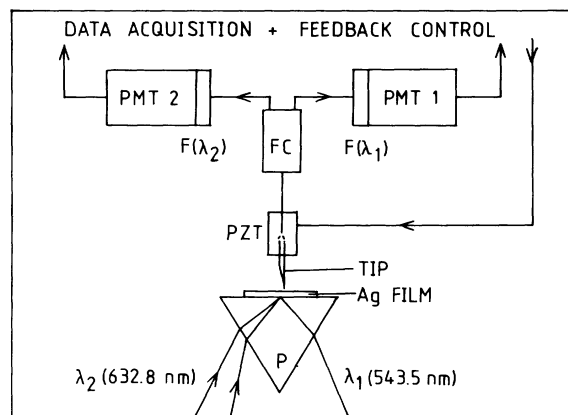 DATA ACQUISITION + FEEDBACK CONTROL
PMT 2
PMT 1
F(λ₂)
FC
F(λ₁)
PZT
TIP
Ag FILM
P
λ₂ (632.8 nm)
λ₁ (543.5 nm)